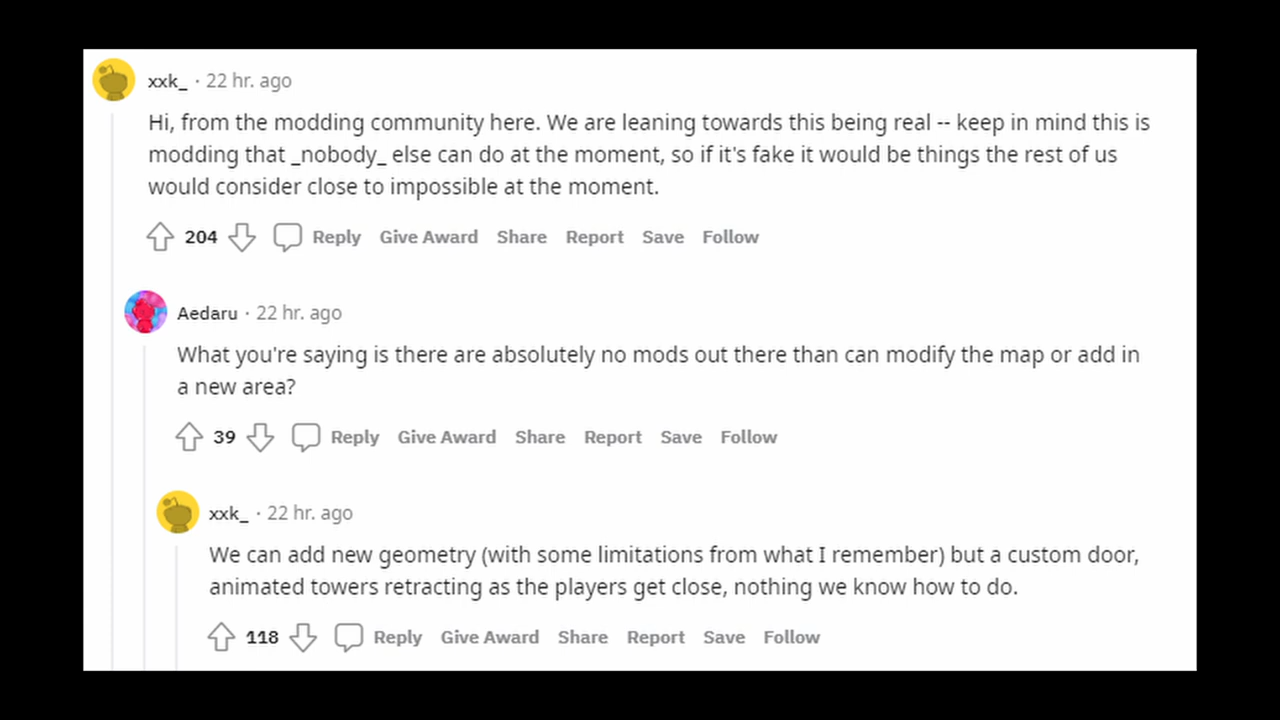 xxk_ · 22 hr. ago
Hi, from the modding community here. We are leaning towards this being real -- keep in mind this is
modding that _nobody_ else can do at the moment, so if it's fake it would be things the rest of us
would consider close to impossible at the moment.
204 Reply Give Award Share Report Save Follow
Aedaru · 22 hr. ago
What you're saying is there are absolutely no mods out there than can modify the map or add in
a new area?
39 Reply Give Award Share Report Save Follow
xxk_ · 22 hr. ago
We can add new geometry (with some limitations from what I remember) but a custom door,
animated towers retracting as the players get close, nothing we know how to do.
118 Reply Give Award Share Report Save Follow